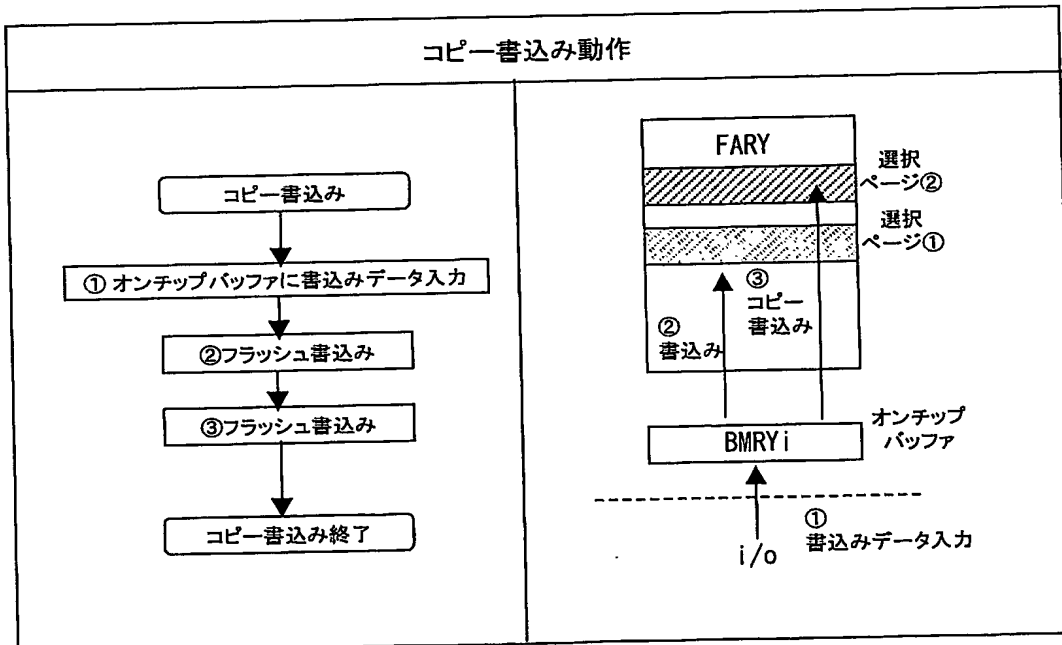 コピー書込み動作
コピー書込み
① オンチップバッファに書込みデータ入力
②フラッシュ書込み
③フラッシュ書込み
コピー書込み終了
FARY
選択
ページ②
選択
ページ①
③
コピー
書込み
②
書込み
BMRYi
オンチップ
バッファ
①
書込みデータ入力
i/o